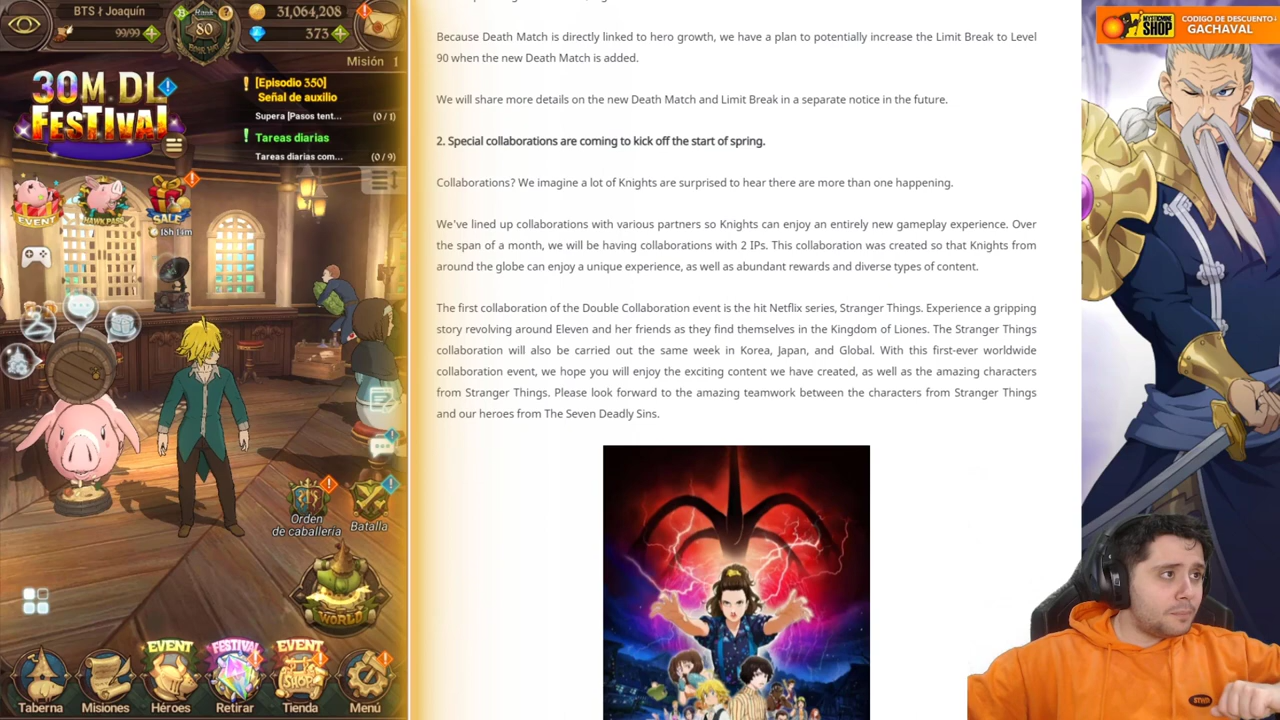 BTS ł Joaquín
99/99
Rank
80
31,064,208
373
Misión 1
30M DL
FESTIVAL
[Episodio 350]
Señal de auxilio
Supera [Pasos tent...
(0 / 1)
Tareas diarias
Tareas diarias com...
(0 / 9)
EVENT
HAWK PASS
SALE
18h 14m
Orden
de caballería
Batalla
WORLD
EVENT
FESTIVAL
EVENT
SHOP
Taberna
Misiones
Héroes
Retirar
Tienda
Menú
Because Death Match is directly linked to hero growth, we have a plan to potentially increase the Limit Break to Level
90 when the new Death Match is added.
We will share more details on the new Death Match and Limit Break in a separate notice in the future.
2. Special collaborations are coming to kick off the start of spring.
Collaborations? We imagine a lot of Knights are surprised to hear there are more than one happening.
We've lined up collaborations with various partners so Knights can enjoy an entirely new gameplay experience. Over
the span of a month, we will be having collaborations with 2 IPs. This collaboration was created so that Knights from
around the globe can enjoy a unique experience, as well as abundant rewards and diverse types of content.
The first collaboration of the Double Collaboration event is the hit Netflix series, Stranger Things. Experience a gripping
story revolving around Eleven and her friends as they find themselves in the Kingdom of Liones. The Stranger Things
collaboration will also be carried out the same week in Korea, Japan, and Global. With this first-ever worldwide
collaboration event, we hope you will enjoy the exciting content we have created, as well as the amazing characters
from Stranger Things. Please look forward to the amazing teamwork between the characters from Stranger Things
and our heroes from The Seven Deadly Sins.
SHOP
CODIGO DE DESCUENTO
GACHAVAL